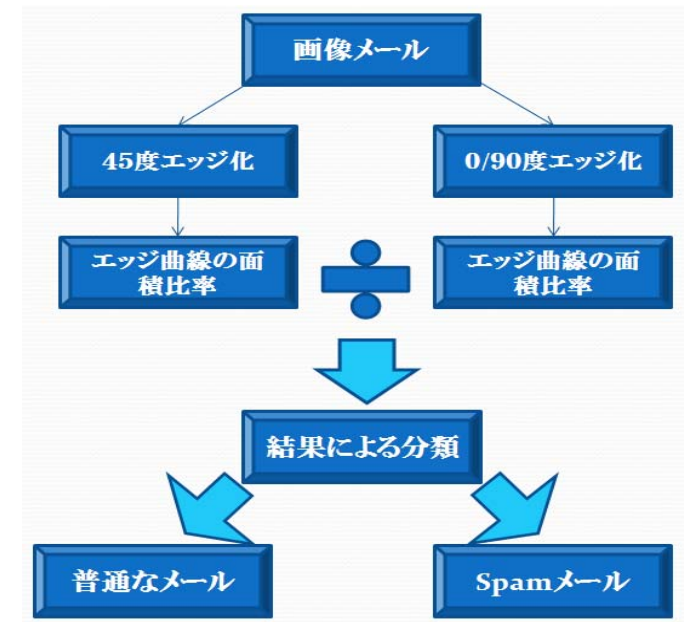 画像メール
45度エッジ化
0/90度エッジ化
エッジ曲線の面
積比率
エッジ曲線の面
積比率
結果による分類
普通なメール
Spamメール